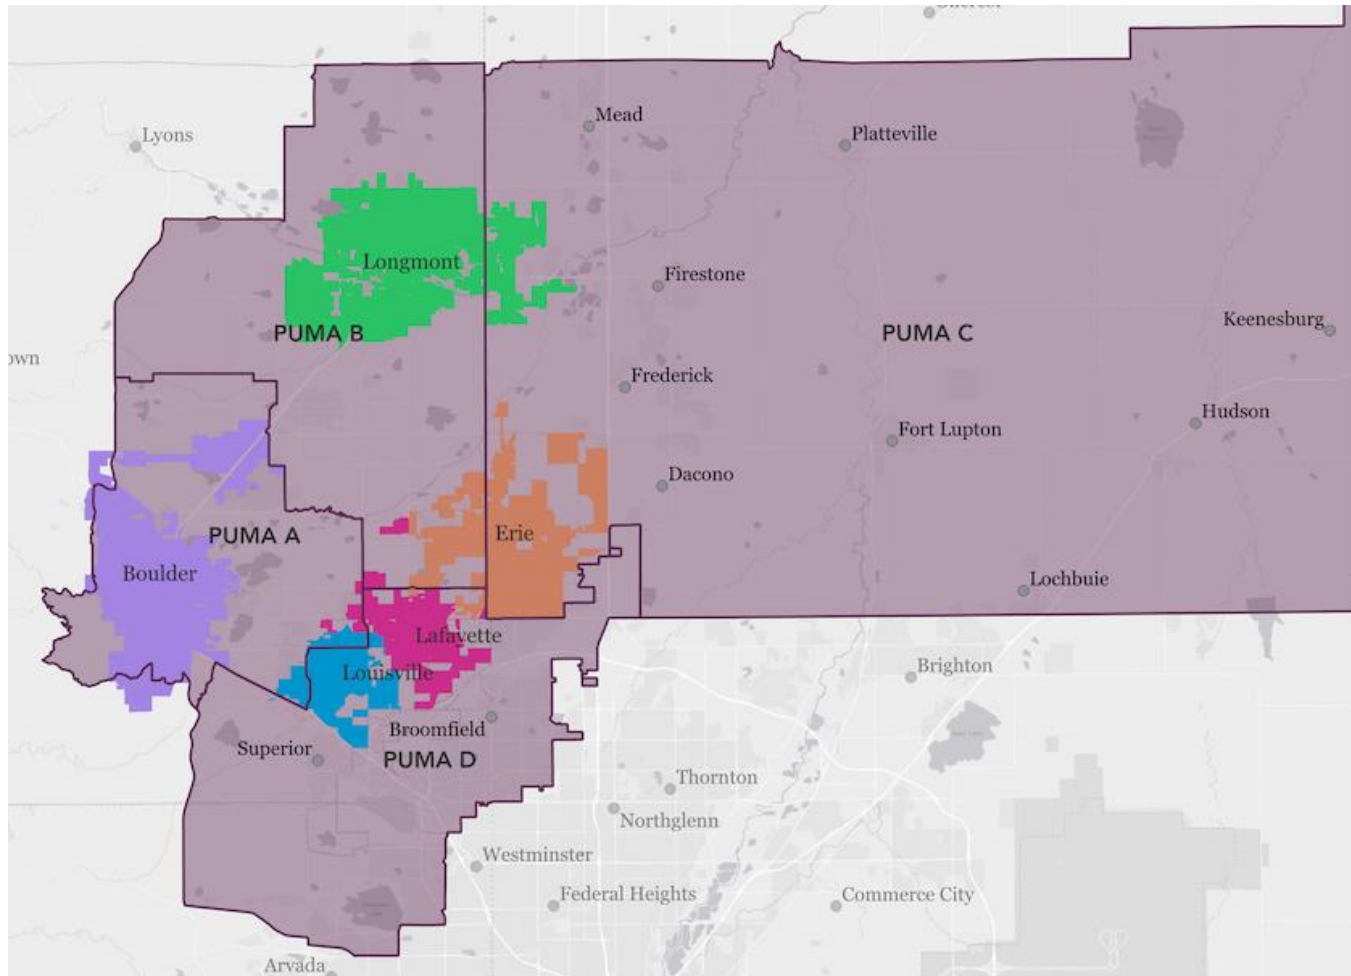 Mead
Lyons
Platteville
Longmont
Firestone
PUMA B
PUMA C
Keenesburg
own
Frederick
Hudson
Fort Lupton
Dacono
PUMA A
Erie
Boulder
Lochbuie
Lafayette
Louisville
Brighton
Broomfield
Superior
PUMA D
Thornton
Northglenn
Westminster
Federal Heights
Commerce City
Arvada